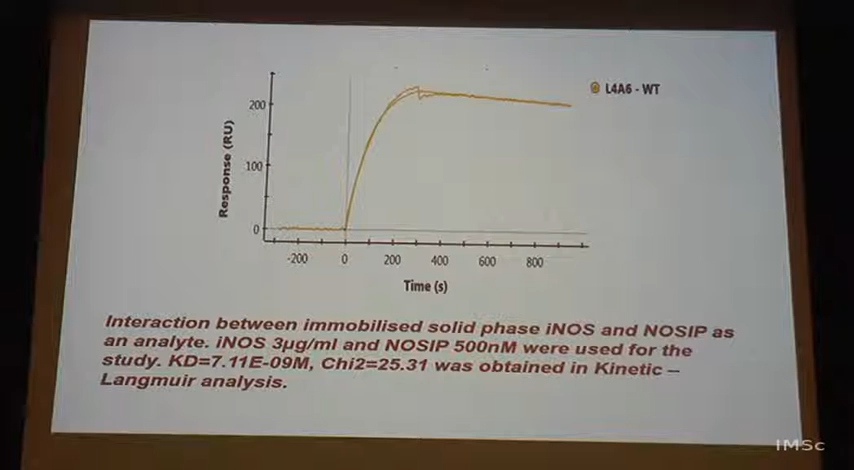 L4A6 - WT
200
100
0
Response (RU)
-200 0 200 400 600 800
Time (s)
Interaction between immobilised solid phase iNOS and NOSIP as
an analyte. iNOS 3µg/ml and NOSIP 500nM were used for the
study. KD=7.11E-09M, Chi2=25.31 was obtained in Kinetic –
Langmuir analysis.
IMSc